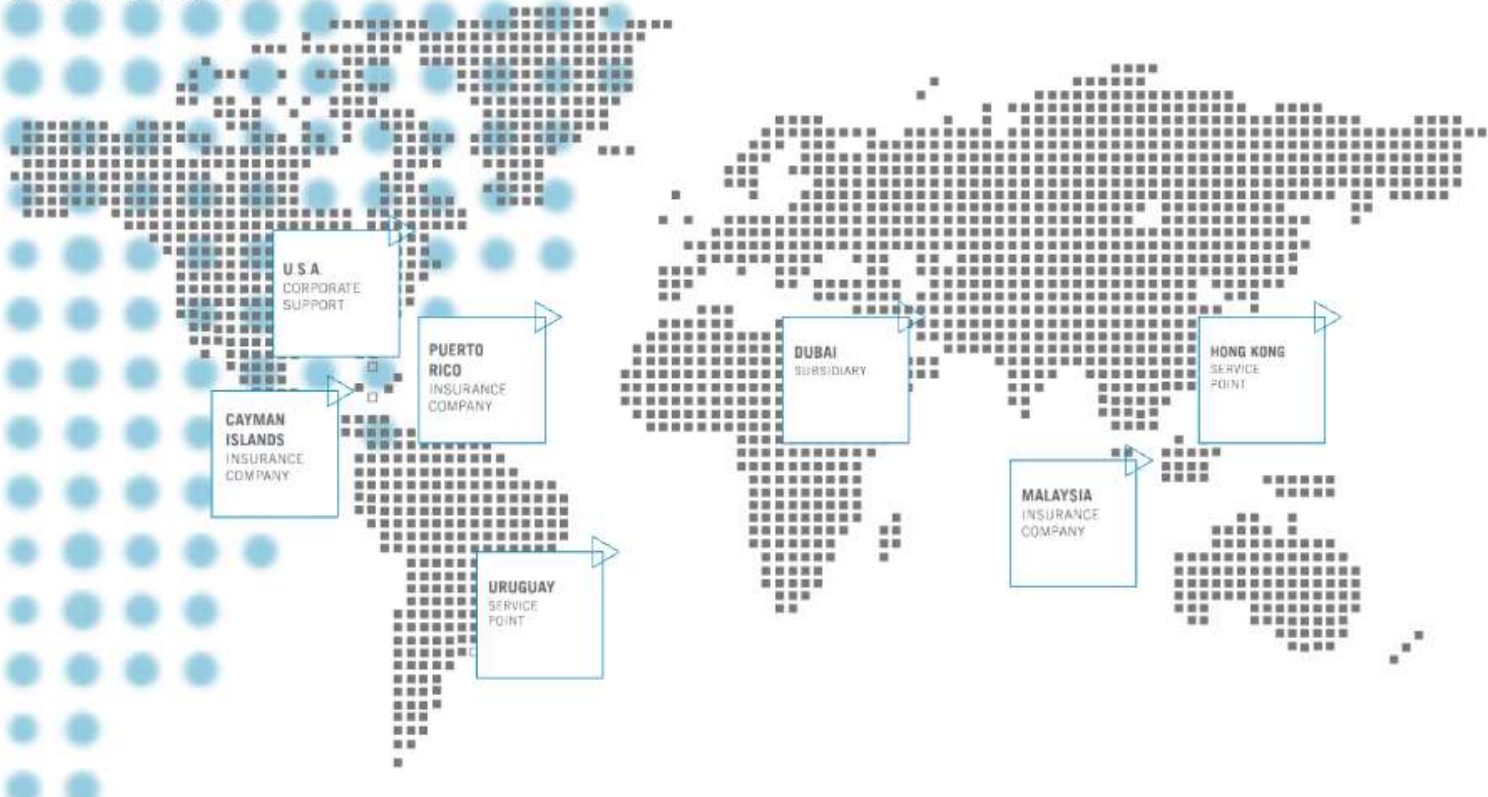 U.S.A.
CORPORATE
SUPPORT
PUERTO
RICO
INSURANCE
COMPANY
DUBAI
SUBSIDIARY
HONG KONG
SERVICE
POINT
CAYMAN
ISLANDS
INSURANCE
COMPANY
MALAYSIA
INSURANCE
COMPANY
URUGUAY
SERVICE
POINT